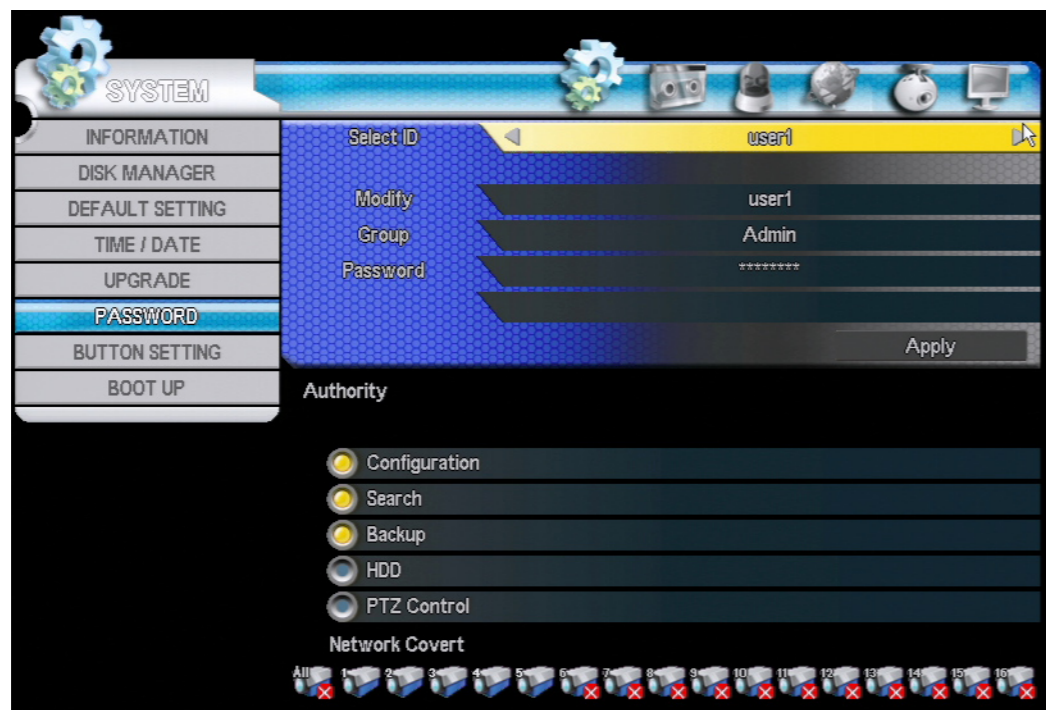 SYSTEM
INFORMATION
DISK MANAGER
DEFAULT SETTING
TIME / DATE
UPGRADE
PASSWORD
BUTTON SETTING
BOOT UP
Select ID user1
Modify user1
Group Admin
Password ********
Apply
Authority
Configuration
Search
Backup
HDD
PTZ Control
Network Covert
All 1 2 3 4 5 6 7 8 9 10 11 12 13 14 15 16